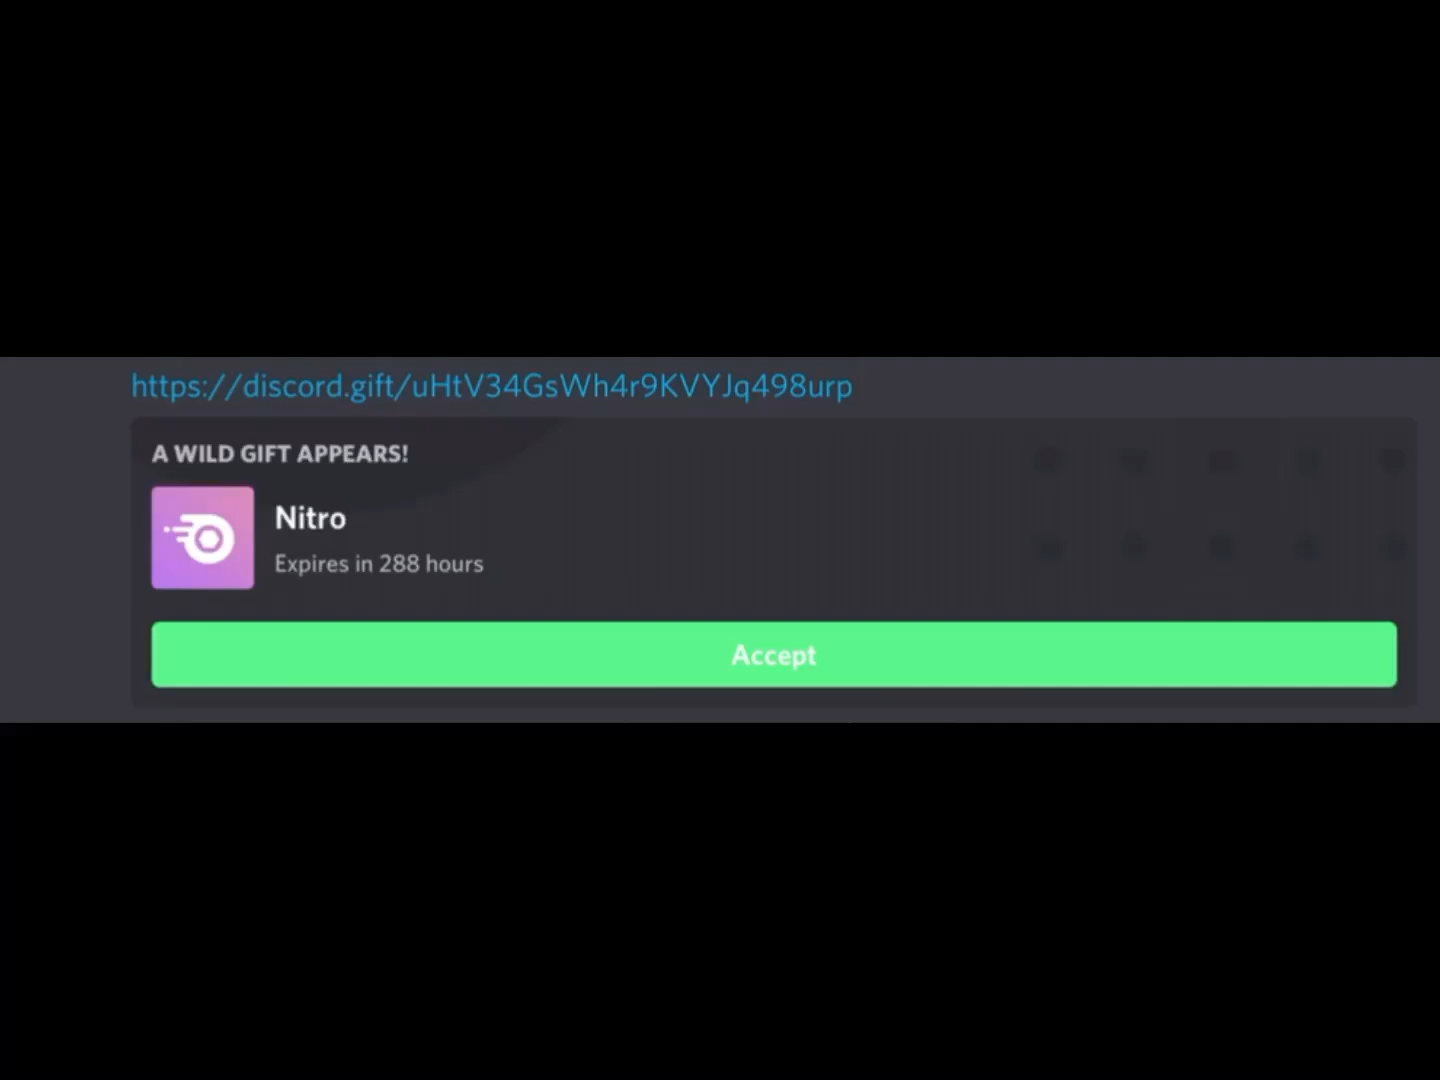 https://discord.gift/uHtV34GsWh4r9KVYJq498urp
A WILD GIFT APPEARS!
Nitro
Expires in 288 hours
Accept